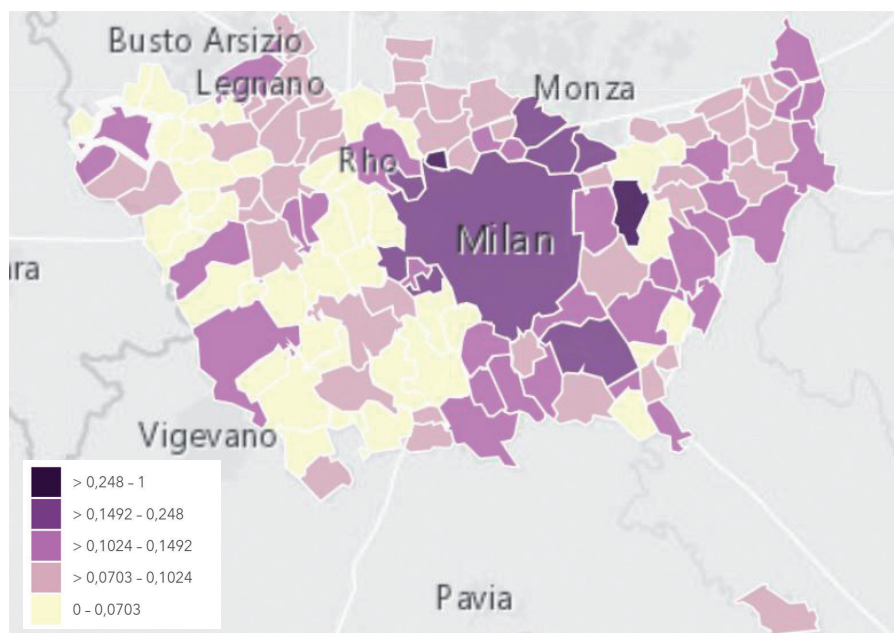 Busto Arsizio
Legnano
Monza
Rho
Milan
ara
Vigevano
> 0,248 – 1
> 0,1492 – 0,248
> 0,1024 – 0,1492
> 0,0703 – 0,1024
0 – 0,0703
Pavia